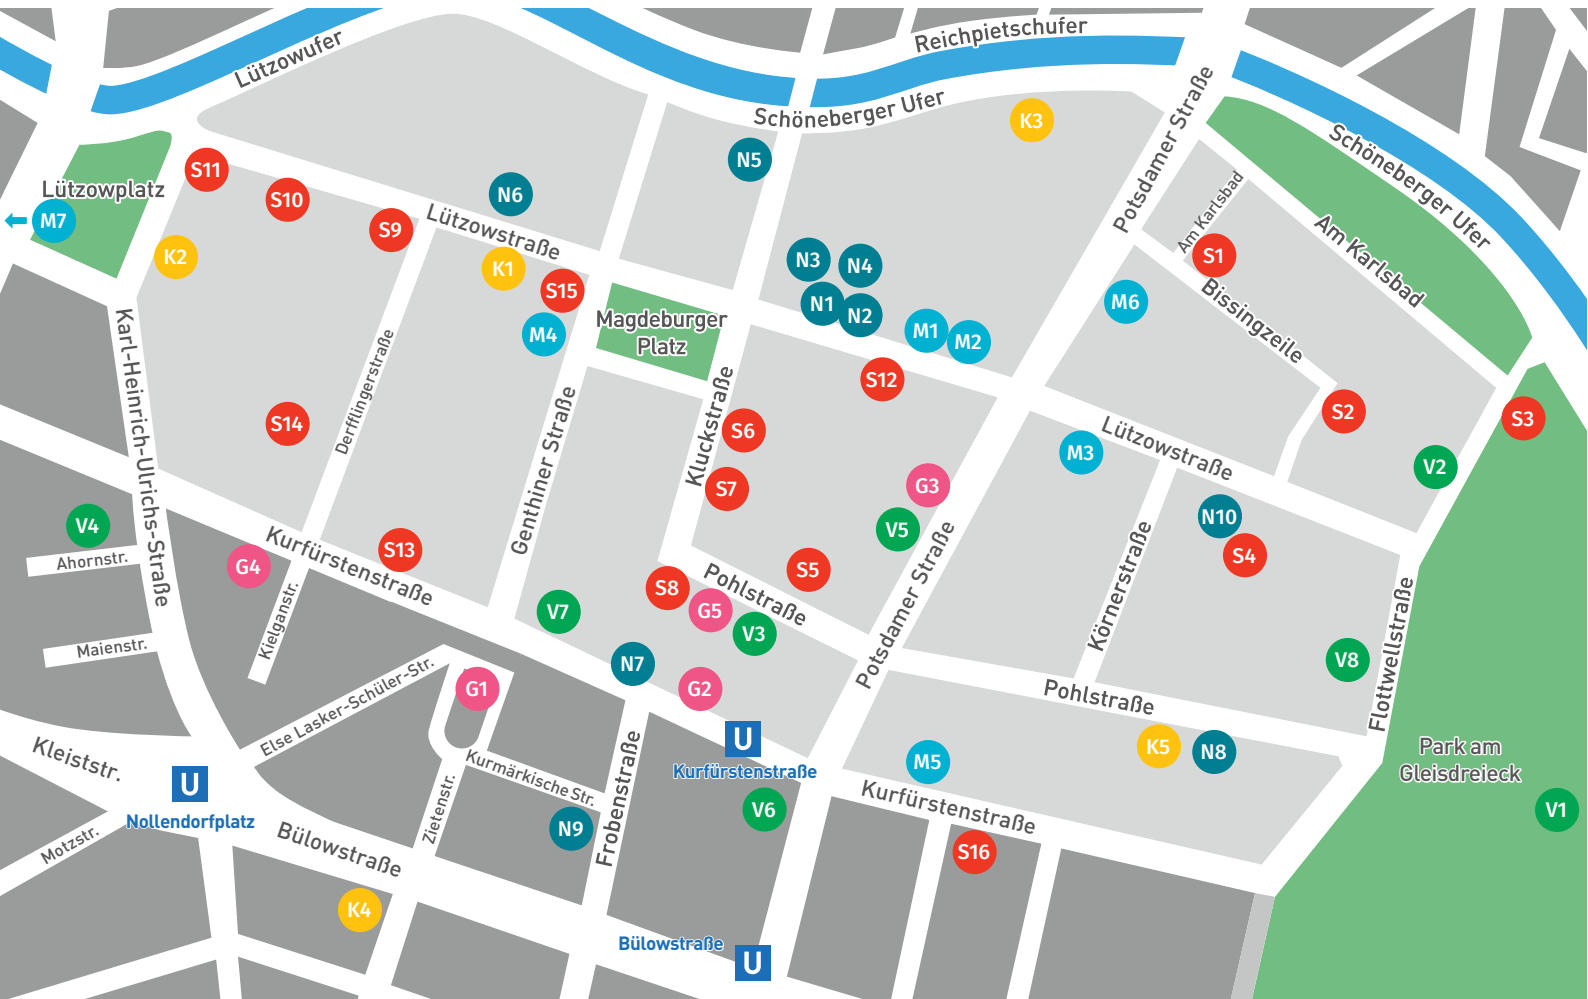 Reichpietschufer
Lützowufer
Schöneberger Ufer
K3
Potsdamer Straße
Schöneberger Ufer
N5
S11
Lützowplatz
M7
S10
N6
S9
Lützowstraße
K2
K1
S15
M4
Magdeburger
Platz
N3
N4
N1
N2
M1
M2
S12
Am Karlsbad
S1
Am Karlsbad
M6
Bissingzeile
S2
S3
V2
Karl-Heinrich-Ulrichs-Straße
Derfflingerstraße
S14
Genthiner Straße
Kluckstraße
S6
S7
G3
V5
M3
Lützowstraße
N10
S4
V4
Ahornstr.
G4
Kurfürstenstraße
S13
Kielganstr.
Maienstr.
V7
S8
Pohlstraße
S5
G5
V3
N7
G2
Potsdamer Straße
Körnerstraße
V8
Flottwellstraße
Pohlstraße
K5
N8
Park am
Gleisdreieck
V1
Else Lasker-Schüler-Str.
G1
Kleiststr.
U
Nollendorfplatz
Motzstr.
Bülowstraße
Zietenstr.
Kurmärkische Str.
N9
Frobenstraße
U
Kurfürstenstraße
V6
M5
Kurfürstenstraße
S16
K4
Bülowstraße
U